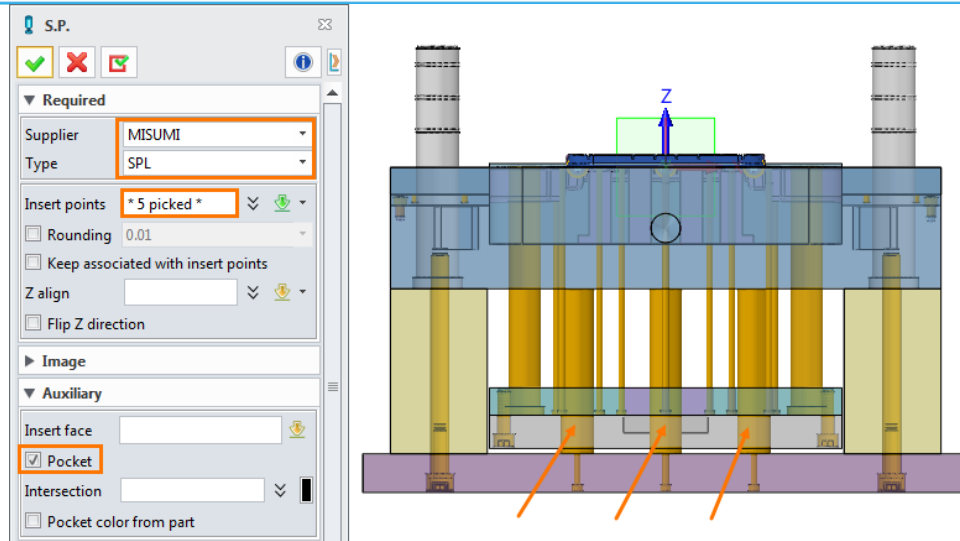 S.P.
Required
Supplier MISUMI
Type SPL
Insert points * 5 picked *
Rounding 0.01
Keep associated with insert points
Z align
Flip Z direction
Image
Auxiliary
Insert face
Pocket
Intersection
Pocket color from part
Z